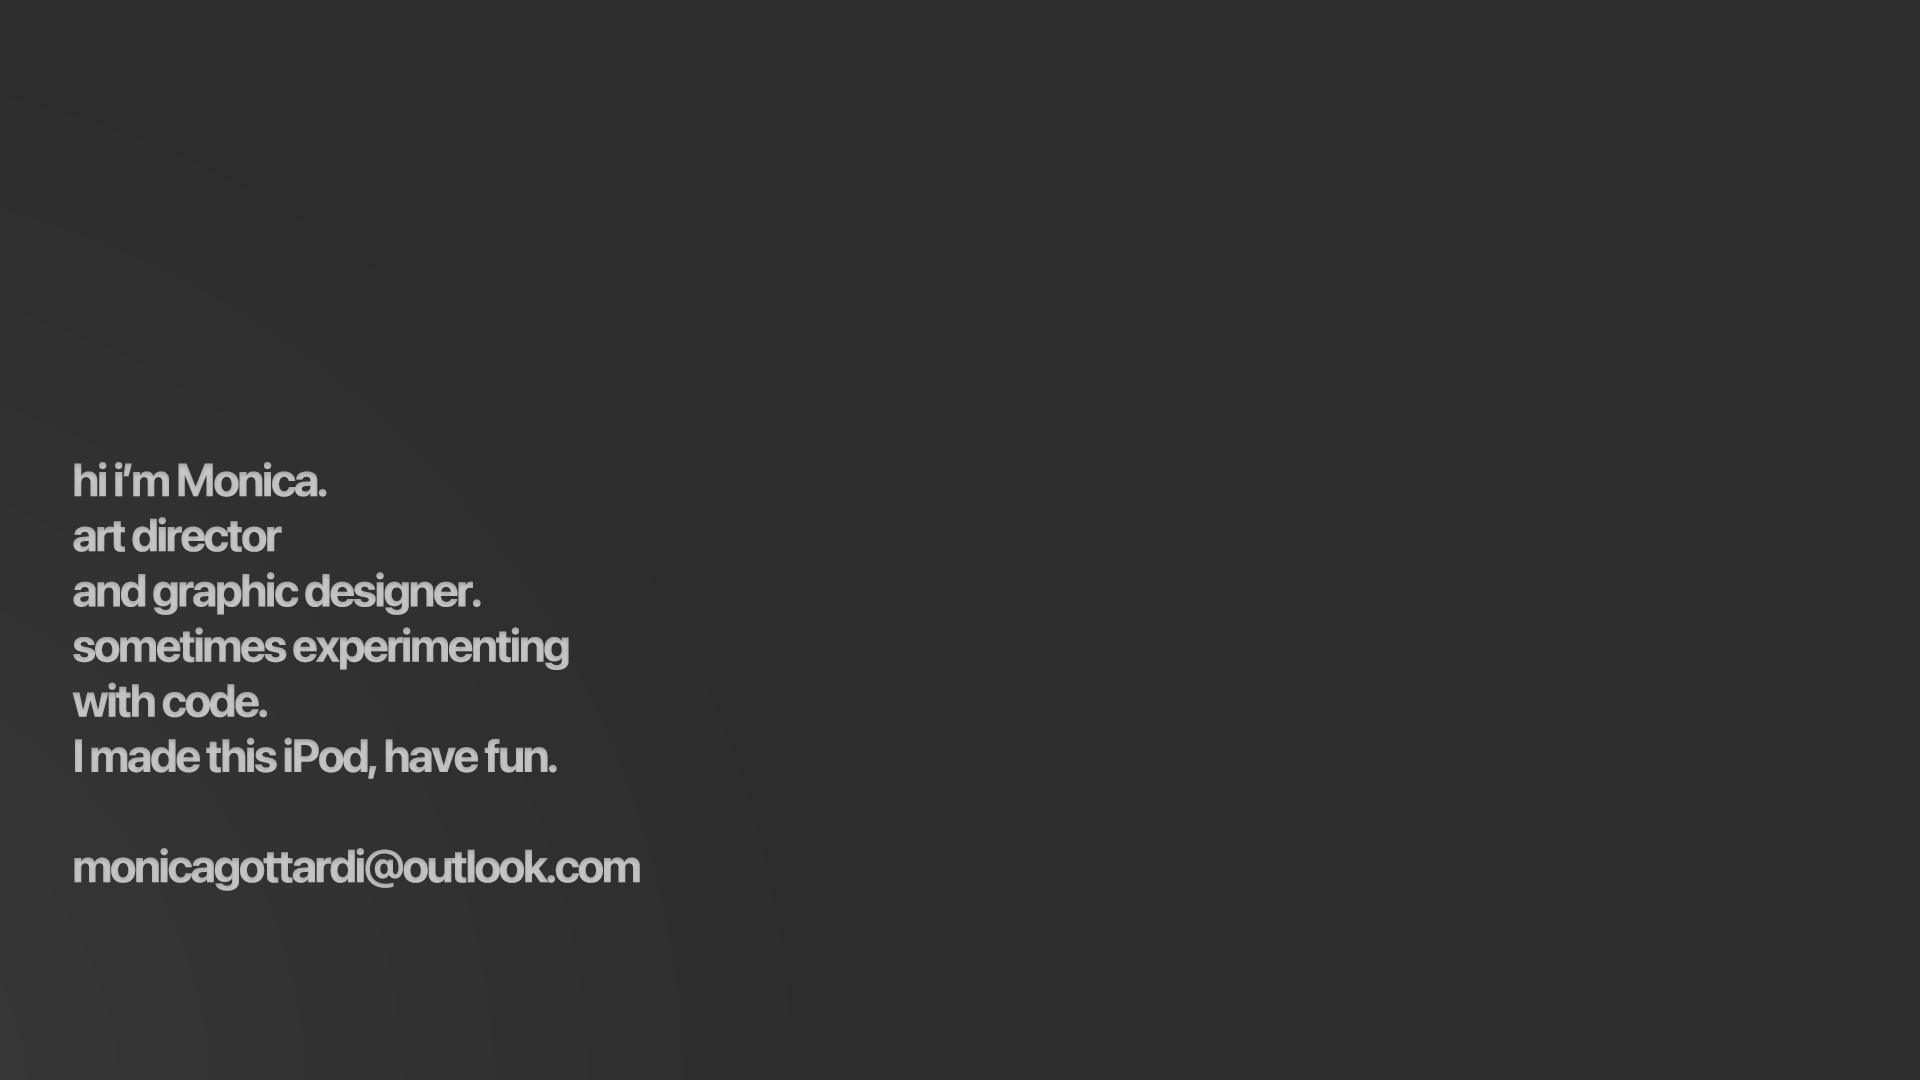 hi i’m Monica.
art director
and graphic designer.
sometimes experimenting
with code.
I made this iPod, have fun.
monicagottardi@outlook.com